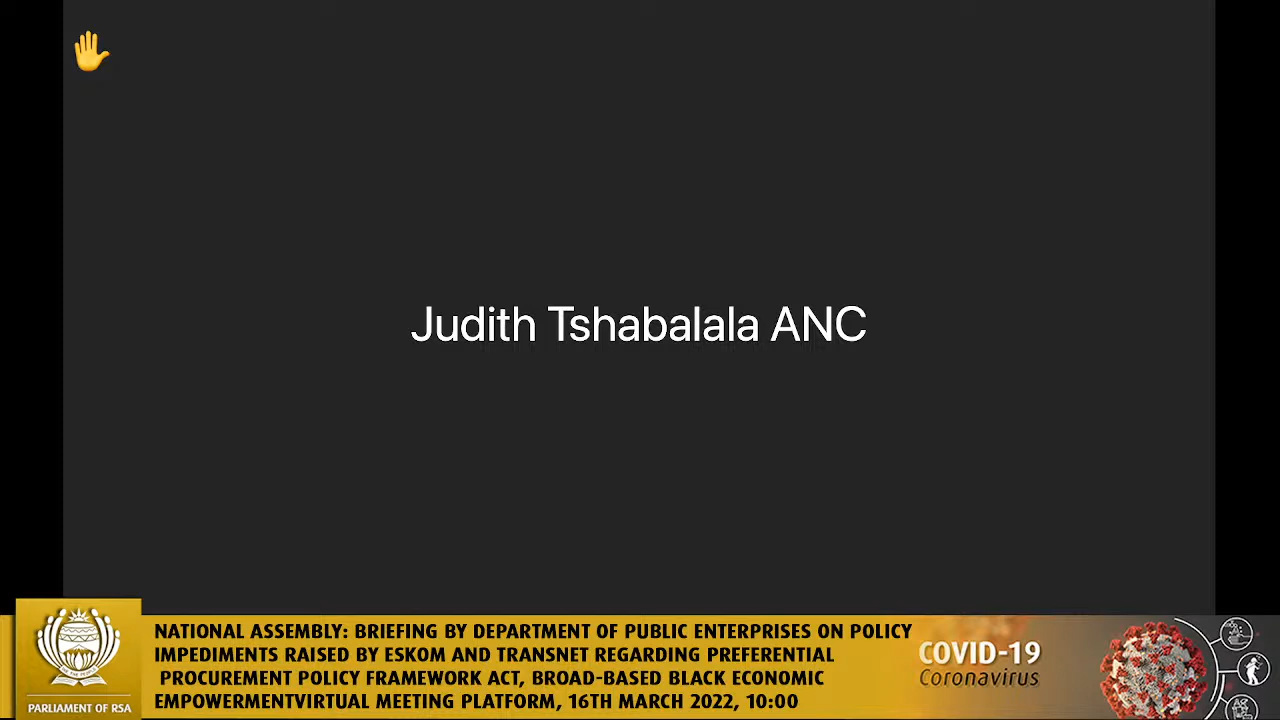 Judith Tshabalala ANC
NATIONAL ASSEMBLY: BRIEFING BY DEPARTMENT OF PUBLIC ENTERPRISES ON POLICY
IMPEDIMENTS RAISED BY ESKOM AND TRANSNET REGARDING PREFERENTIAL
PROCUREMENT POLICY FRAMEWORK ACT, BROAD-BASED BLACK ECONOMIC
EMPOWERMENTVIRTUAL MEETING PLATFORM, 16TH MARCH 2022, 10:00
PARLIAMENT OF RSA
COVID-19
Coronavirus